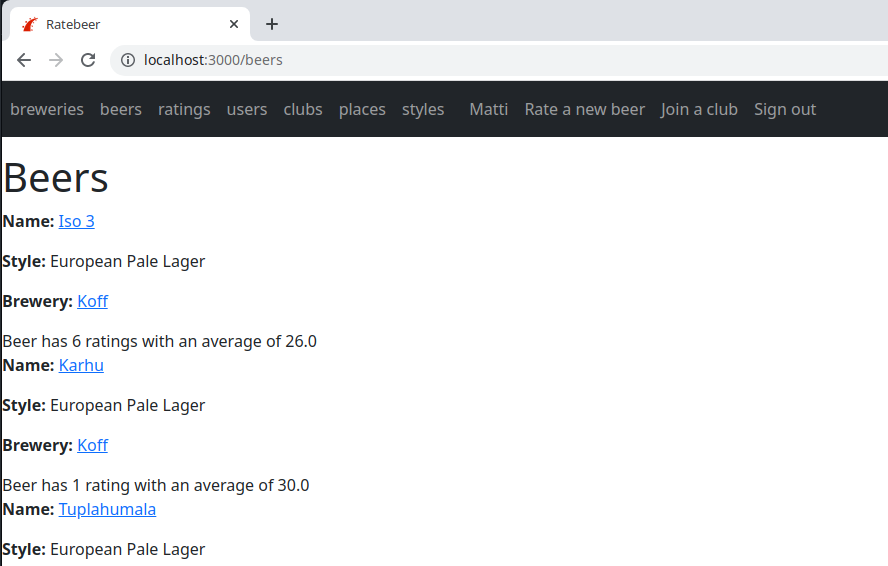 Ratebeer
localhost:3000/beers
breweries beers ratings users clubs places styles Matti Rate a new beer Join a club Sign out
Beers
Name: Iso 3
Style: European Pale Lager
Brewery: Koff
Beer has 6 ratings with an average of 26.0
Name: Karhu
Style: European Pale Lager
Brewery: Koff
Beer has 1 rating with an average of 30.0
Name: Tuplahumala
Style: European Pale Lager